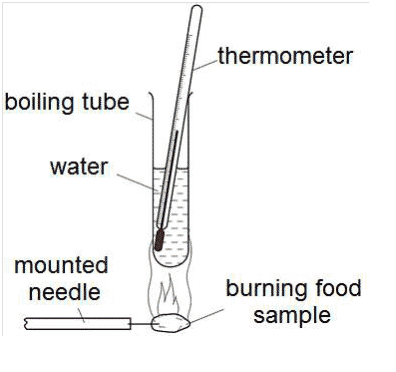 thermometer
boiling tube
water
mounted
needle
burning food
sample